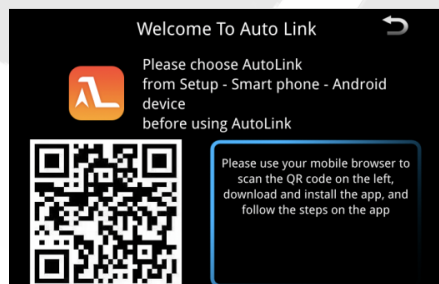 Welcome To Auto Link
Please choose AutoLink
from Setup - Smart phone - Android
device
before using AutoLink
Please use your mobile browser to
scan the QR code on the left,
download and install the app, and
follow the steps on the app